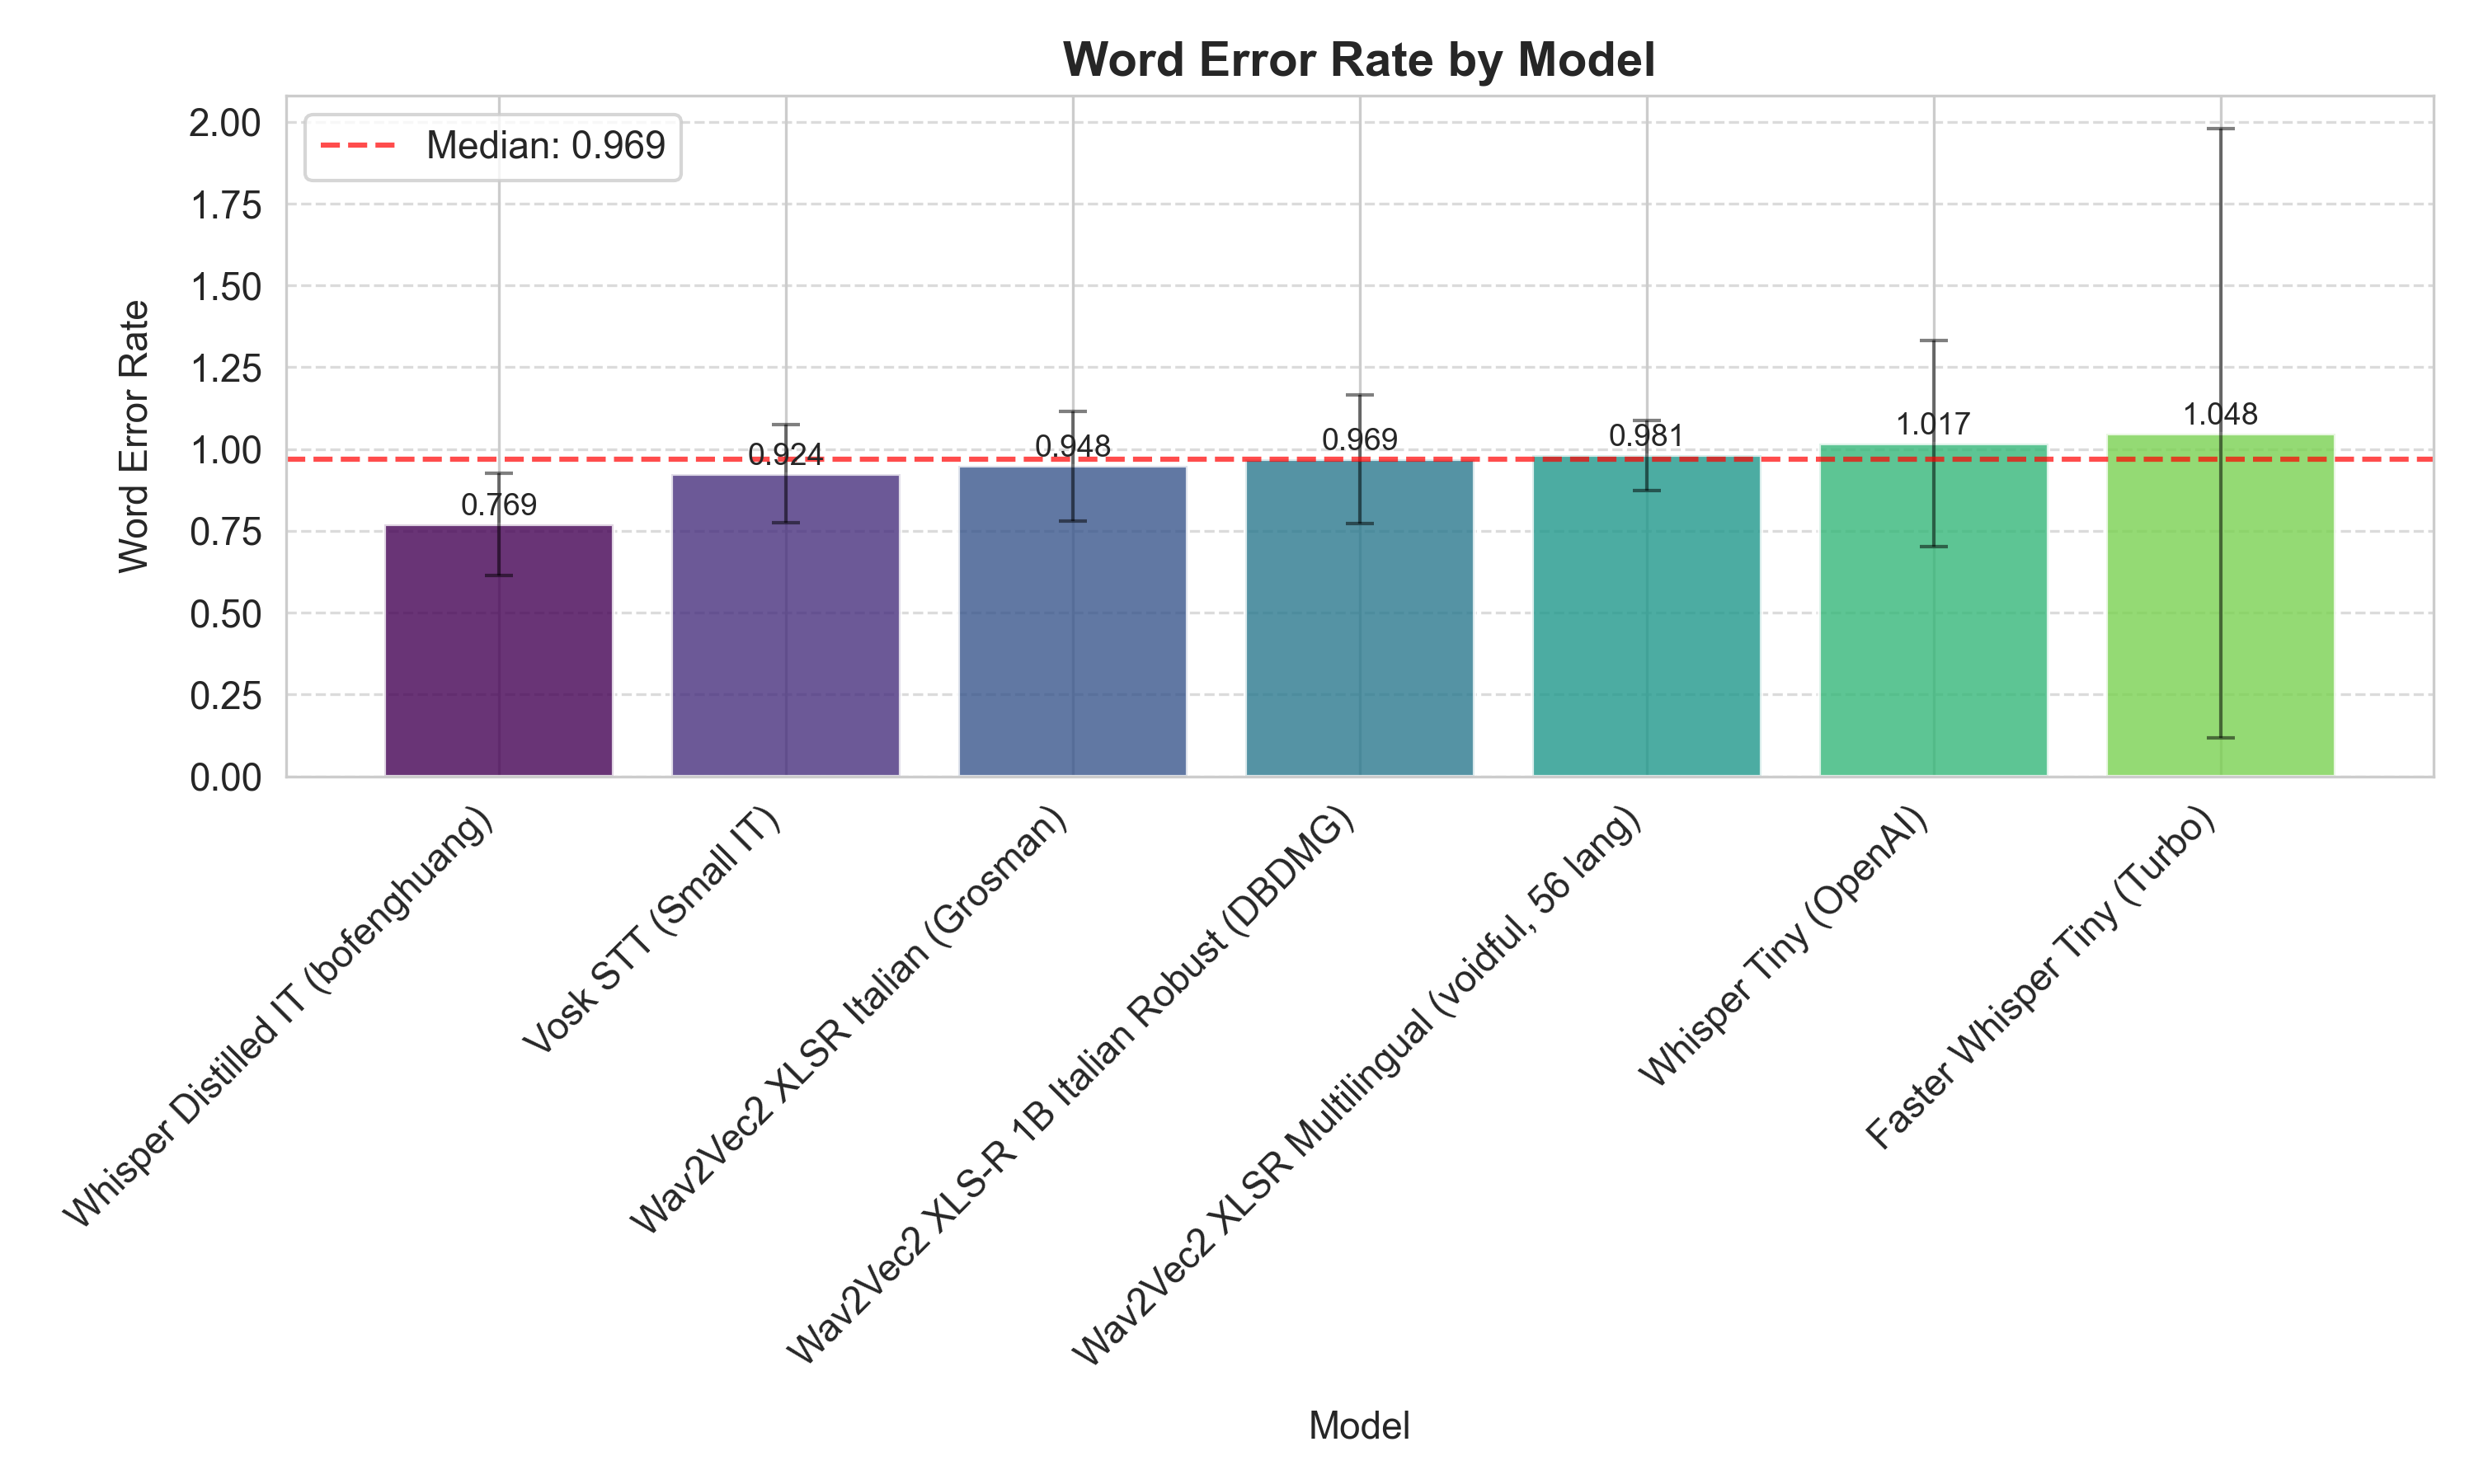 Word Error Rate by Model
Median: 0.969
Word Error Rate
2.00
1.75
1.50
1.25
1.00
0.75
0.50
0.25
0.00
0.769
0.924
0.948
0.969
0.981
1.017
1.048
Whisper Distilled IT (bofenghuang)
Vosk STT (Small IT)
Wav2Vec2 XLSR Italian (Grosman)
Wav2Vec2 XLS-R 1B Italian Robust (DBDMG)
Wav2Vec2 XLSR Multilingual (voidful, 56 lang)
Whisper Tiny (OpenAI)
Faster Whisper Tiny (Turbo)
Model